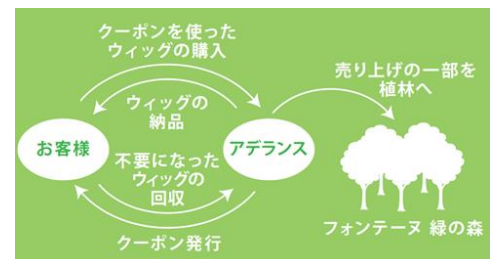 クーポンを使った
ウィッグの購入
売り上げの一部を
植林へ
ウィッグの
納品
お客様
アデランス
不要になった
ウィッグの
回収
クーポン発行
フォンテーヌ 緑の森